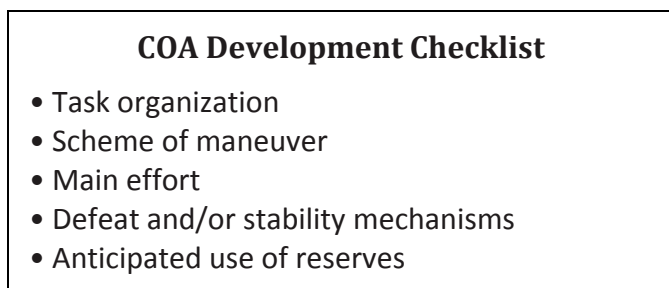 COA Development Checklist
• Task organization
• Scheme of maneuver
• Main effort
• Defeat and/or stability mechanisms
• Anticipated use of reserves